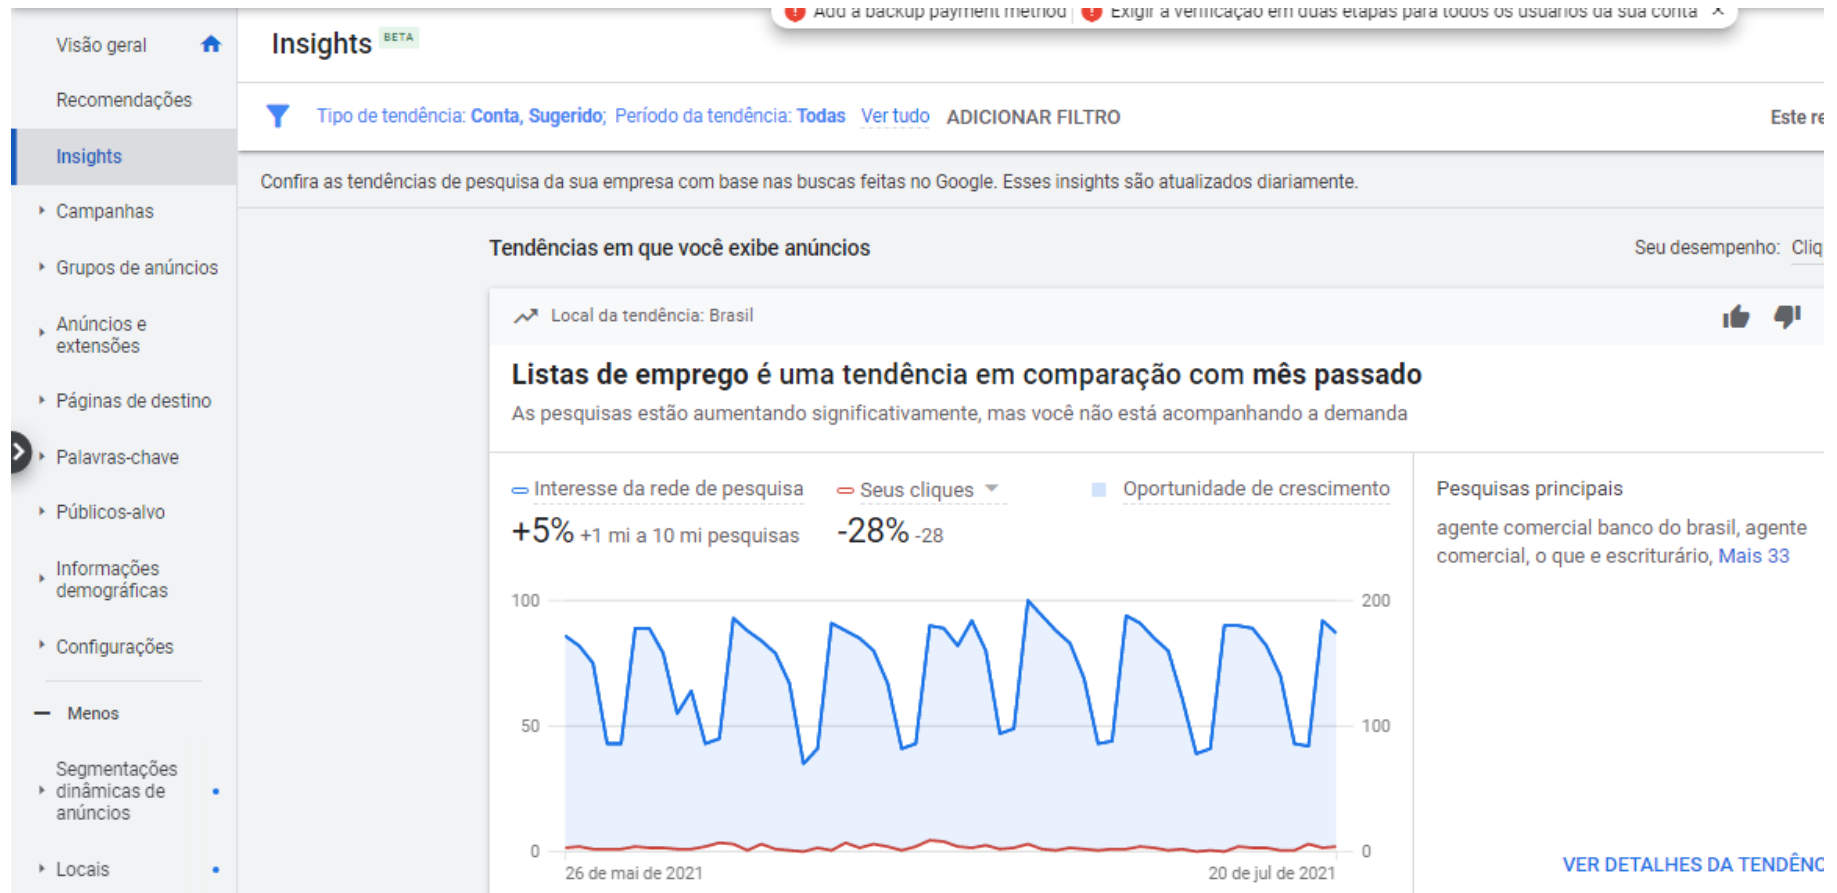 Add a backup payment method
Exigir a verificação em duas etapas para todos os usuários da sua conta
Visão geral
Recomendações
Insights
Campanhas
Grupos de anúncios
Anúncios e
extensões
Páginas de destino
Palavras-chave
Públicos-alvo
Informações
demográficas
Configurações
Menos
Segmentações
dinâmicas de
anúncios
Locais
Insights BETA
Tipo de tendência: Conta, Sugerido; Período da tendência: Todas Ver tudo ADICIONAR FILTRO
Este re
Confira as tendências de pesquisa da sua empresa com base nas buscas feitas no Google. Esses insights são atualizados diariamente.
Tendências em que você exibe anúncios
Seu desempenho: Cliq
Local da tendência: Brasil
Listas de emprego é uma tendência em comparação com mês passado
As pesquisas estão aumentando significativamente, mas você não está acompanhando a demanda
Interesse da rede de pesquisa
+5% +1 mi a 10 mi pesquisas
Seus cliques
-28% -28
Oportunidade de crescimento
100
50
0
200
100
0
26 de mai de 2021
20 de jul de 2021
Pesquisas principais
agente comercial banco do brasil, agente
comercial, o que e escriturário, Mais 33
VER DETALHES DA TENDÊNC